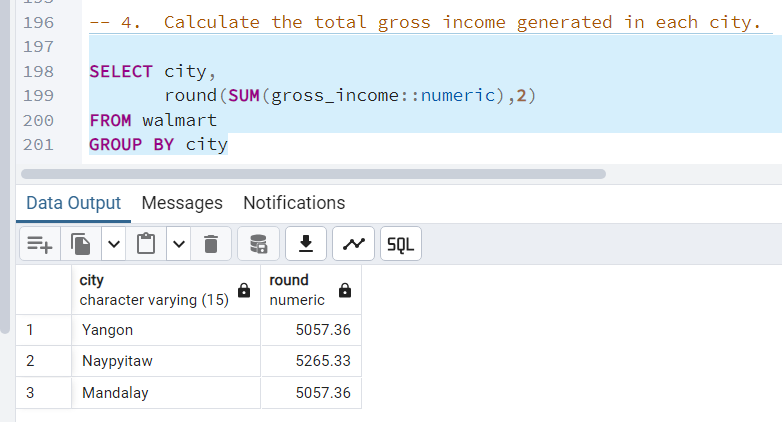 196 -- 4.  Calculate the total gross income generated in each city.
197
198 SELECT city,
199        round(SUM(gross_income::numeric),2)
200 FROM walmart
201 GROUP BY city
Data Output Messages Notifications
SQL
city round
character varying (15) numeric
1 Yangon 5057.36
2 Naypyitaw 5265.33
3 Mandalay 5057.36